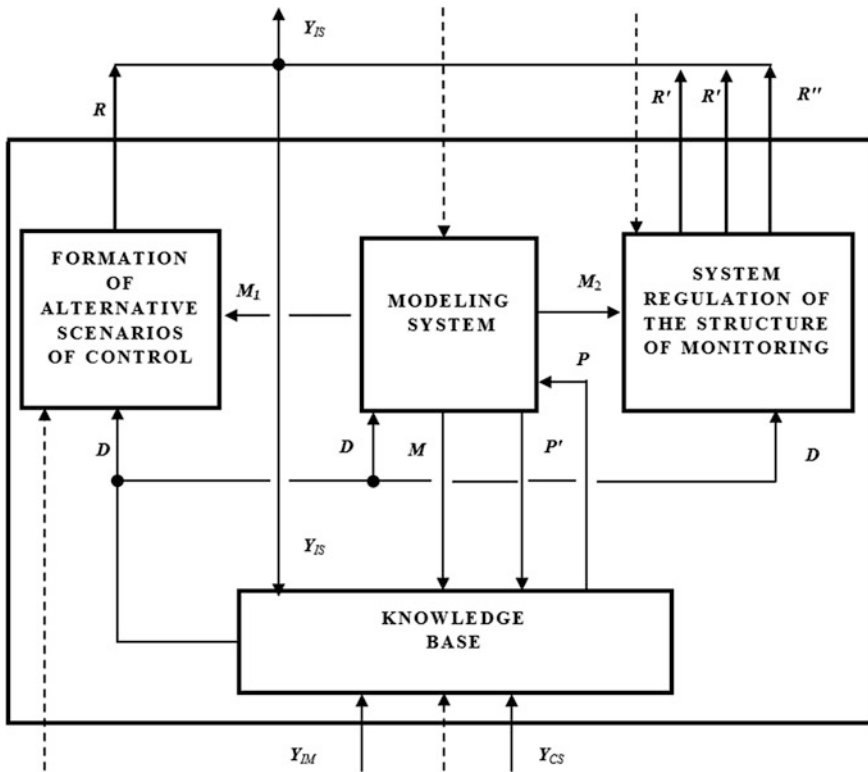 Y_IS
R
R'
R'
R''
FORMATION
OF
ALTERNATIVE
SCENARIOS
OF CONTROL
M_1
MODELING
SYSTEM
M_2
SYSTEM
REGULATION OF
THE STRUCTURE
OF MONITORING
P
D
D
M
P'
D
Y_IS
KNOWLEDGE
BASE
Y_IM
Y_CS